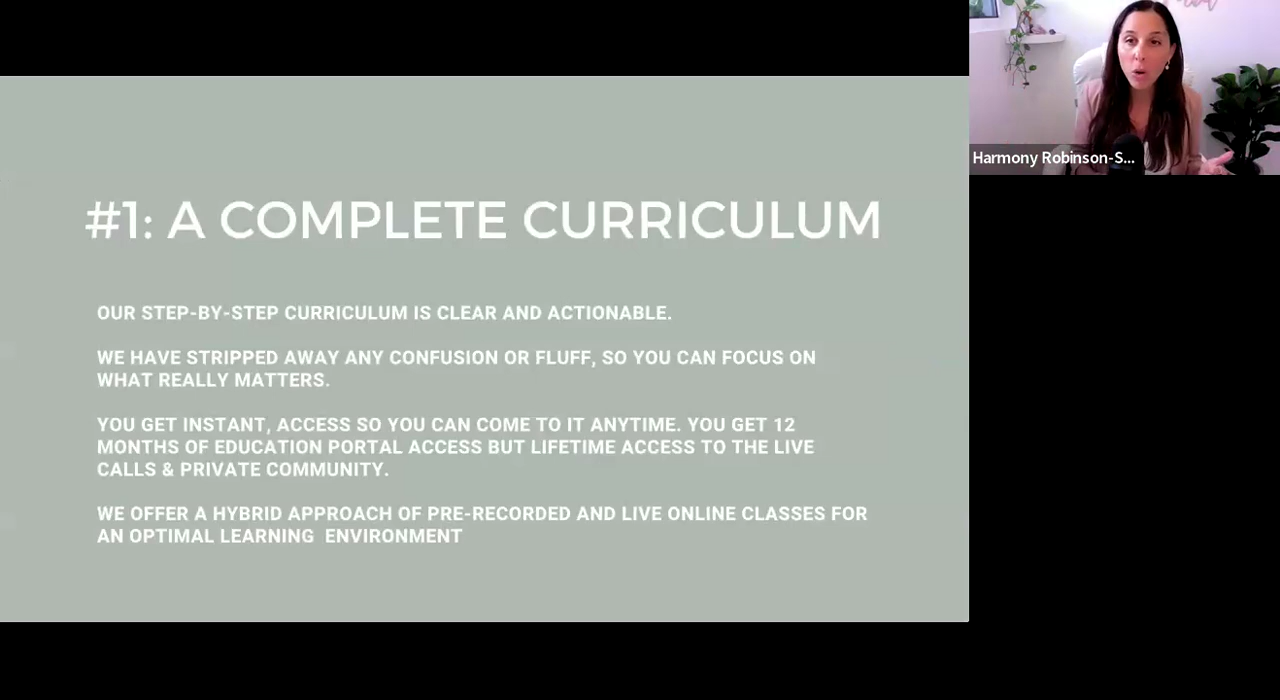 #1: A COMPLETE CURRICULUM
OUR STEP-BY-STEP CURRICULUM IS CLEAR AND ACTIONABLE.
WE HAVE STRIPPED AWAY ANY CONFUSION OR FLUFF, SO YOU CAN FOCUS ON
WHAT REALLY MATTERS.
YOU GET INSTANT, ACCESS SO YOU CAN COME TO IT ANYTIME. YOU GET 12
MONTHS OF EDUCATION PORTAL ACCESS BUT LIFETIME ACCESS TO THE LIVE
CALLS & PRIVATE COMMUNITY.
WE OFFER A HYBRID APPROACH OF PRE-RECORDED AND LIVE ONLINE CLASSES FOR
AN OPTIMAL LEARNING  ENVIRONMENT
Harmony Robinson-S...